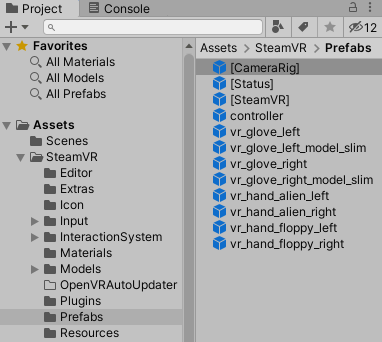 Project
Console
12
Favorites
All Materials
All Models
All Prefabs
Assets
Scenes
SteamVR
Editor
Extras
Icon
Input
InteractionSystem
Materials
Models
OpenVRAutoUpdater
Plugins
Prefabs
Resources
Assets SteamVR Prefabs
[CameraRig]
[Status]
[SteamVR]
controller
vr_glove_left
vr_glove_left_model_slim
vr_glove_right
vr_glove_right_model_slim
vr_hand_alien_left
vr_hand_alien_right
vr_hand_floppy_left
vr_hand_floppy_right